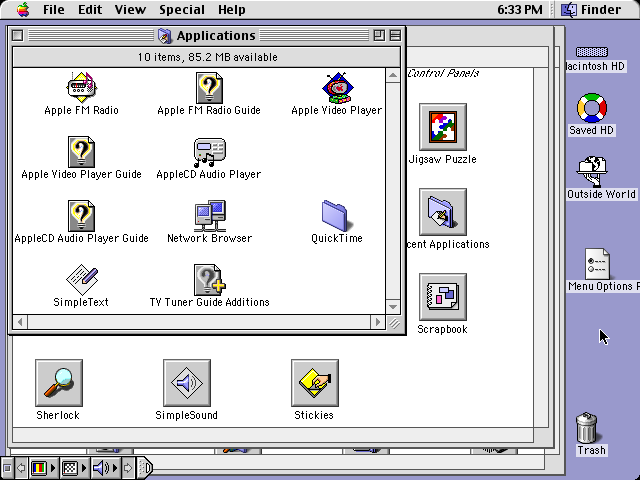 File Edit View Special Help 6:33 PM Finder
Applications
10 items, 85.2 MB available
Apple FM Radio
Apple FM Radio Guide
Apple Video Player
Apple Video Player Guide
AppleCD Audio Player
AppleCD Audio Player Guide
Network Browser
QuickTime
SimpleText
TY Tuner Guide Additions
Control Panels
Jigsaw Puzzle
cent Applications
Scrapbook
Sherlock
SimpleSound
Stickies
acintosh HD
Saved HD
Outside World
Menu Options
Trash